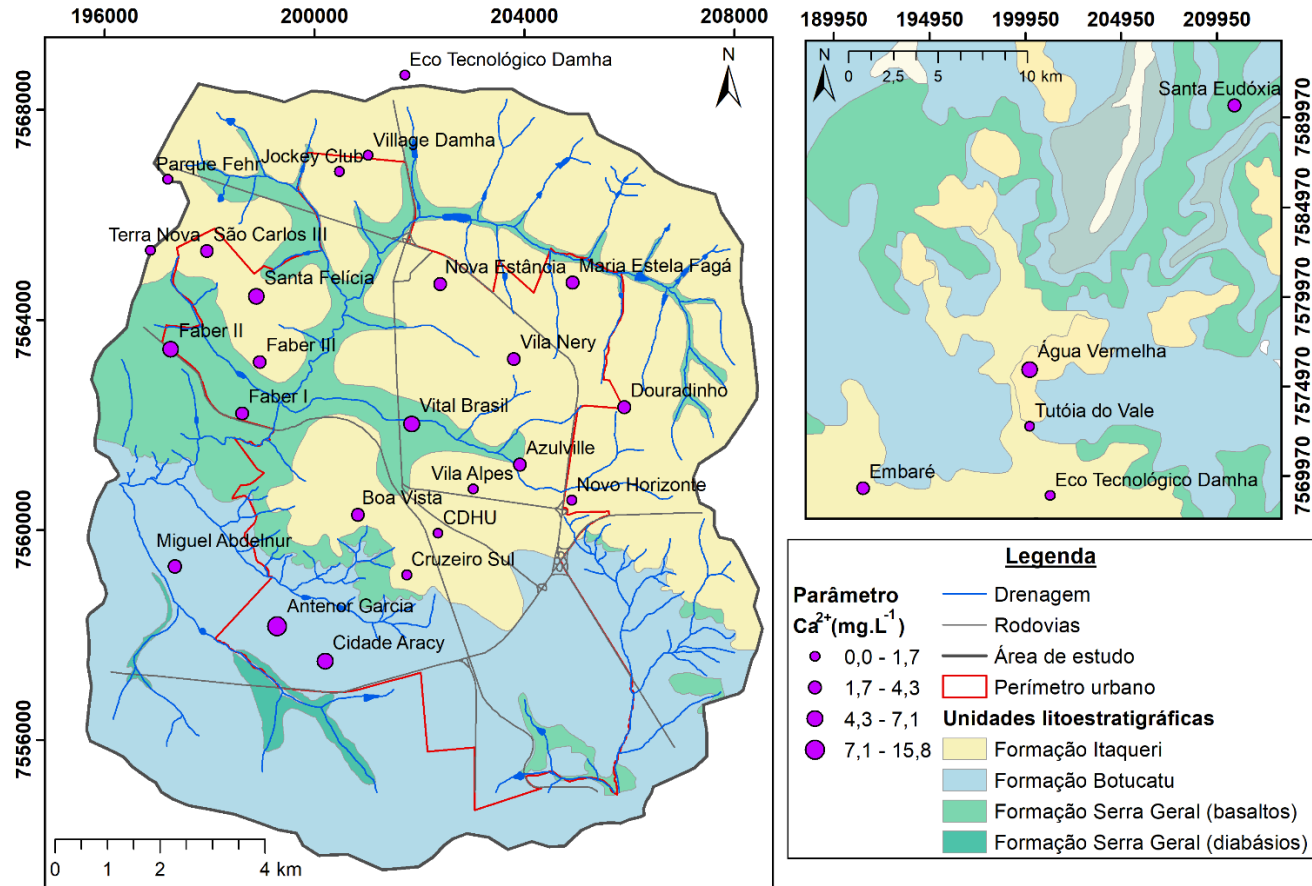 196000 200000 204000 208000
7568000
7564000
7560000
7556000
N
Eco Tecnológico Damha
Village Damha
Jockey Club
Parque Fehr
Terra Nova
São Carlos III
Santa Felícia
Nova Estância
Maria Estela Fagá
Faber II
Faber III
Vila Nery
Faber I
Vital Brasil
Douradinho
Azulville
Vila Alpes
Novo Horizonte
Boa Vista
CDHU
Miguel Abdelnur
Cruzeiro Sul
Antenor Garcia
Cidade Aracy
0 2 4 km
189950 194950 199950 204950 209950
7589970
7584970
7579970
7574970
7569970
N
0 2,5 5 10 km
Santa Eudóxia
Água Vermelha
Tutóia do Vale
Embaré
Eco Tecnológico Damha
Legenda
Parâmetro
Ca²⁺(mg.L⁻¹)
0,0 - 1,7
1,7 - 4,3
4,3 - 7,1
7,1 - 15,8
Drenagem
Rodovias
Área de estudo
Perímetro urbano
Unidades litoestratigráficas
Formação Itaqueri
Formação Botucatu
Formação Serra Geral (basaltos)
Formação Serra Geral (diabásios)